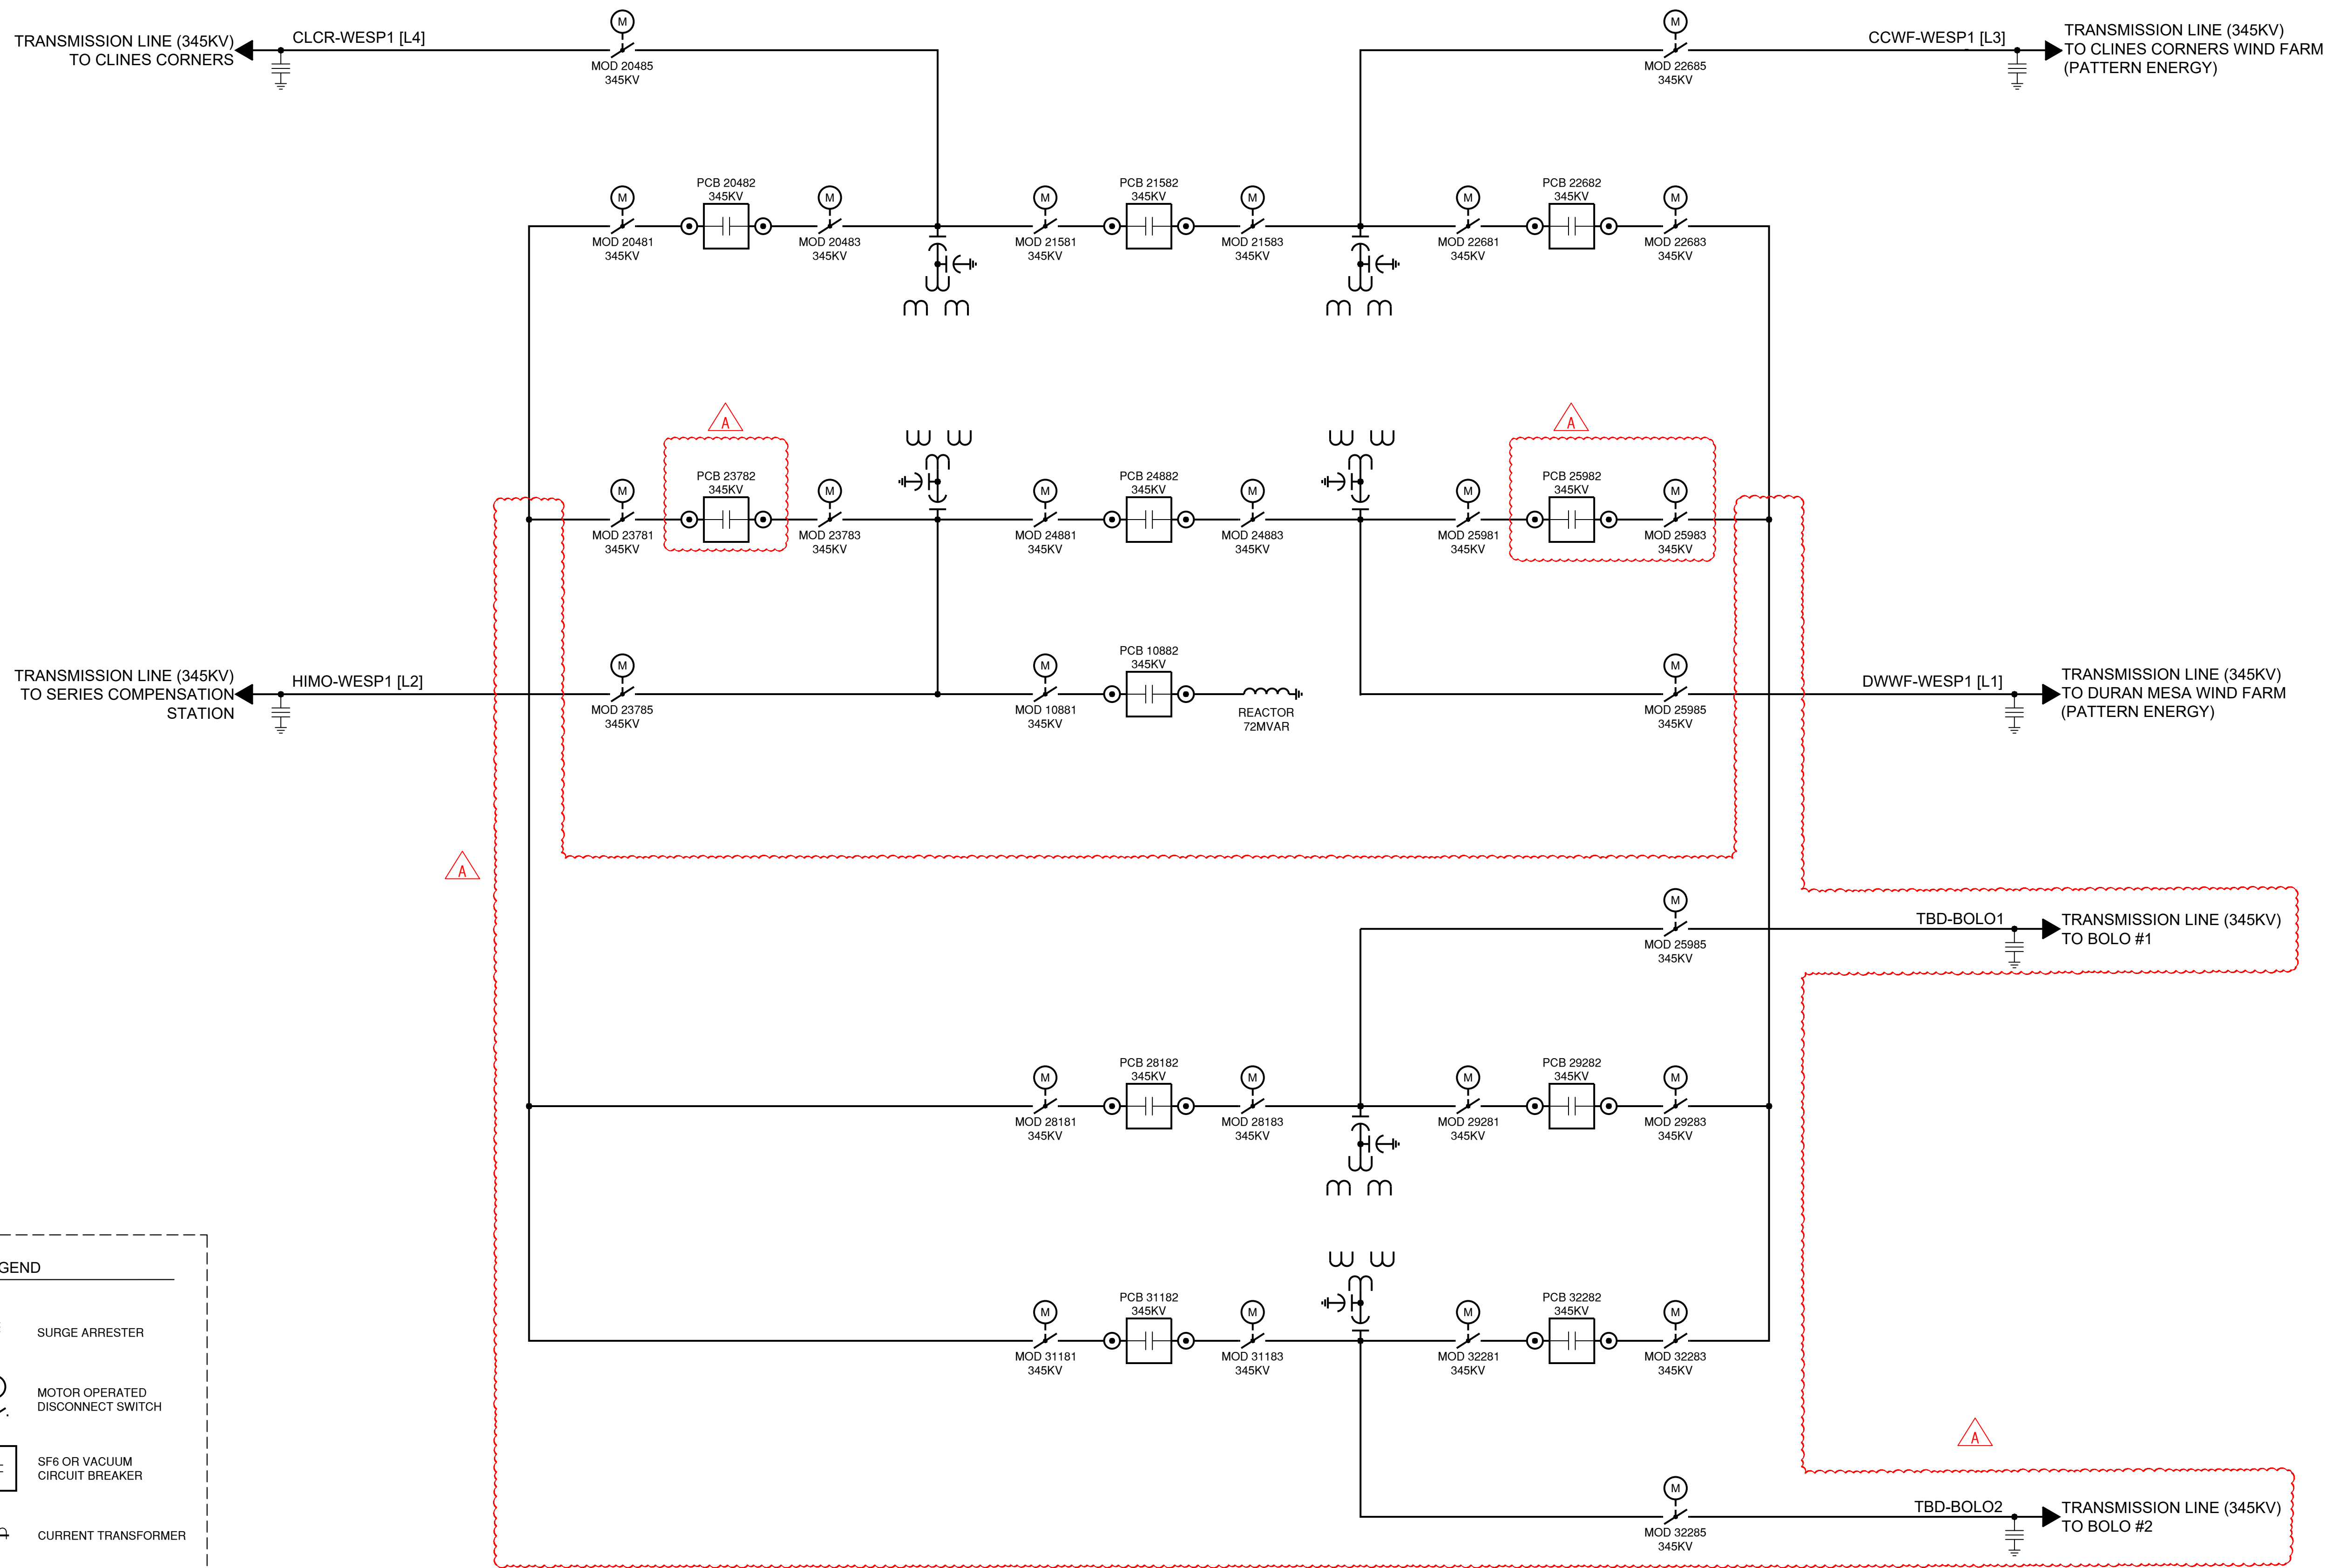 M
M
TRANSMISSION LINE (345KV)
TO CLINES CORNERS
CLCR-WESP1 [L4]
MOD 20485
345KV
MOD 22685
345KV
CCWF-WESP1 [L3]
TRANSMISSION LINE (345KV)
TO CLINES CORNERS WIND FARM
(PATTERN ENERGY)
M
PCB 20482
345KV
M
M
PCB 21582
345KV
M
M
PCB 22682
345KV
M
MOD 20481
345KV
MOD 20483
345KV
MOD 21581
345KV
MOD 21583
345KV
MOD 22681
345KV
MOD 22683
345KV
A
A
M
PCB 23782
345KV
M
M
PCB 24882
345KV
M
M
PCB 25982
345KV
M
MOD 23781
345KV
MOD 23783
345KV
MOD 24881
345KV
MOD 24883
345KV
MOD 25981
345KV
MOD 25983
345KV
TRANSMISSION LINE (345KV)
TO SERIES COMPENSATION
STATION
HIMO-WESP1 [L2]
M
MOD 23785
345KV
M
MOD 10881
345KV
PCB 10882
345KV
REACTOR
72MVAR
M
MOD 25985
345KV
DWWF-WESP1 [L1]
TRANSMISSION LINE (345KV)
TO DURAN MESA WIND FARM
(PATTERN ENERGY)
A
M
MOD 25985
345KV
TBD-BOLO1
TRANSMISSION LINE (345KV)
TO BOLO #1
M
PCB 28182
345KV
M
M
PCB 29282
345KV
M
MOD 28181
345KV
MOD 28183
345KV
MOD 29281
345KV
MOD 29283
345KV
M
PCB 31182
345KV
M
M
PCB 32282
345KV
M
MOD 31181
345KV
MOD 31183
345KV
MOD 32281
345KV
MOD 32283
345KV
A
M
MOD 32285
345KV
TBD-BOLO2
TRANSMISSION LINE (345KV)
TO BOLO #2
GEND
SURGE ARRESTER
MOTOR OPERATED
DISCONNECT SWITCH
SF6 OR VACUUM
CIRCUIT BREAKER
CURRENT TRANSFORMER